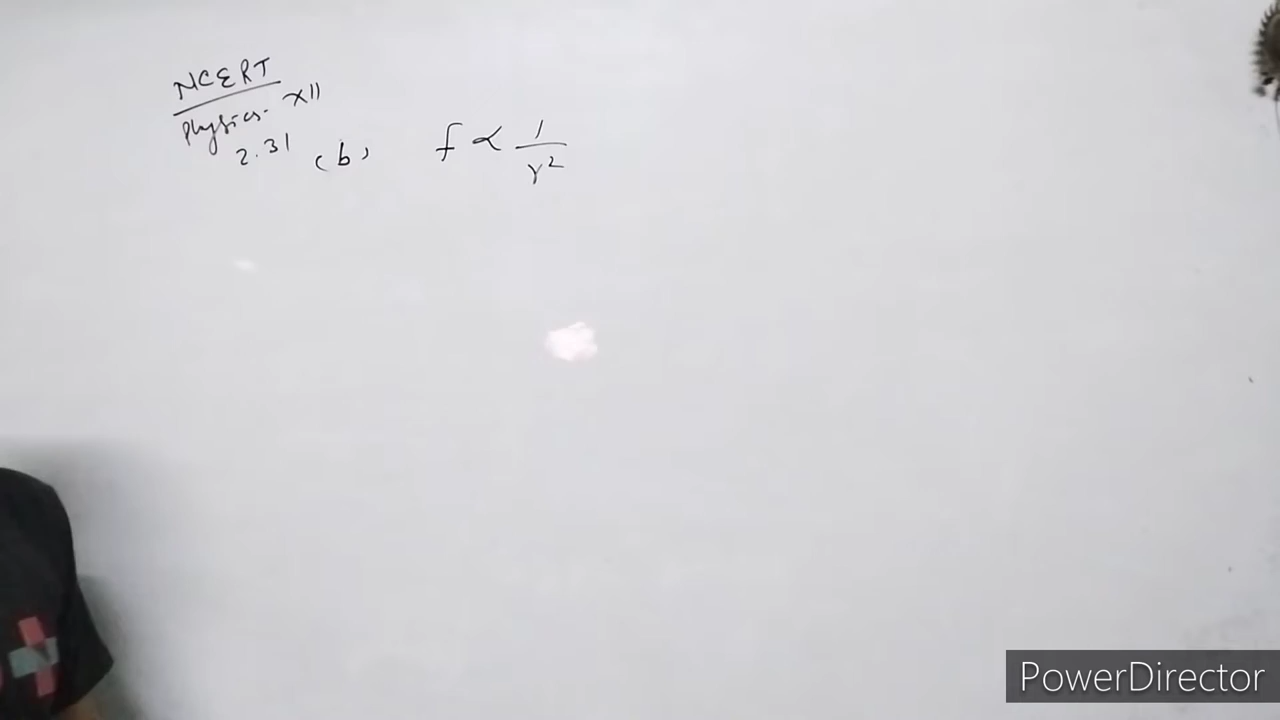 NCERT
Physics- XII
2.31 (b) f ∝ 1/r²
PowerDirector